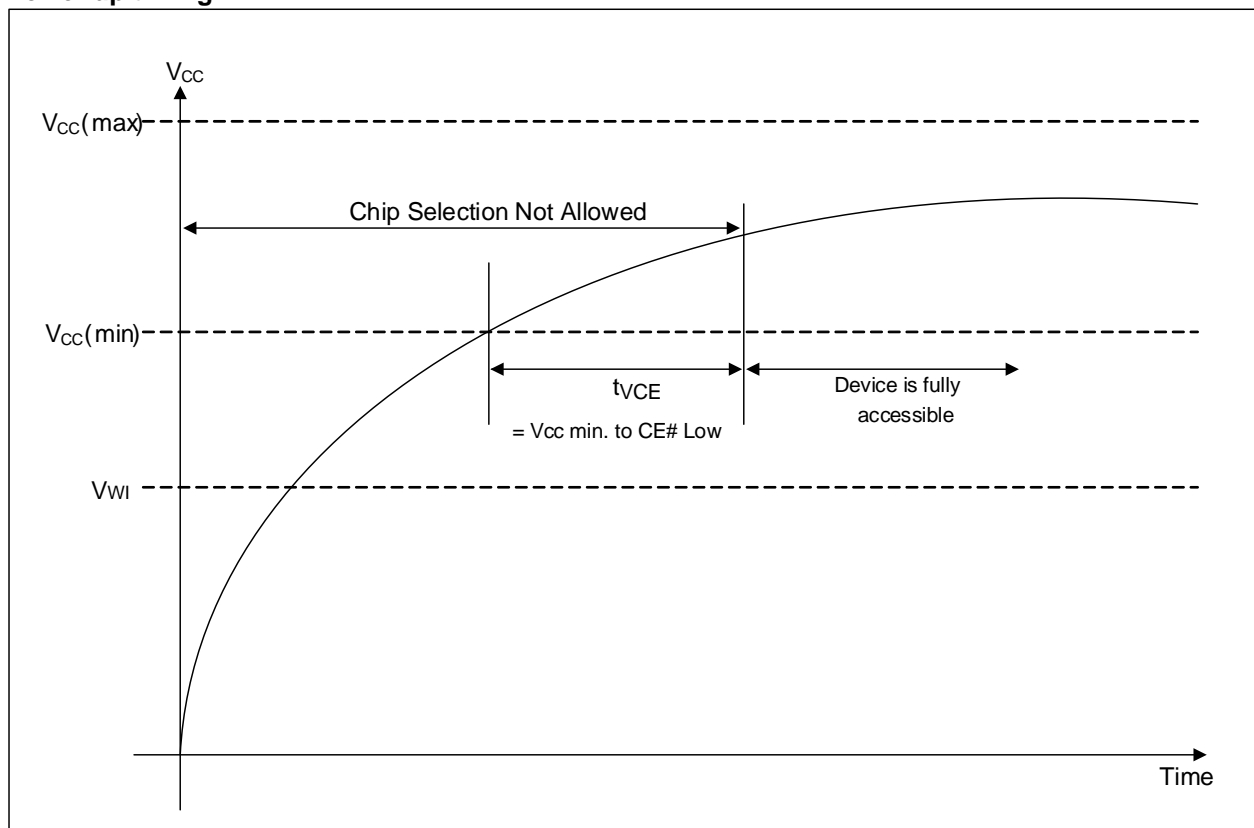 VCC
VCC(max)
Chip Selection Not Allowed
VCC(min)
tVCE
= Vcc min. to CE# Low
Device is fully
accessible
VWI
Time